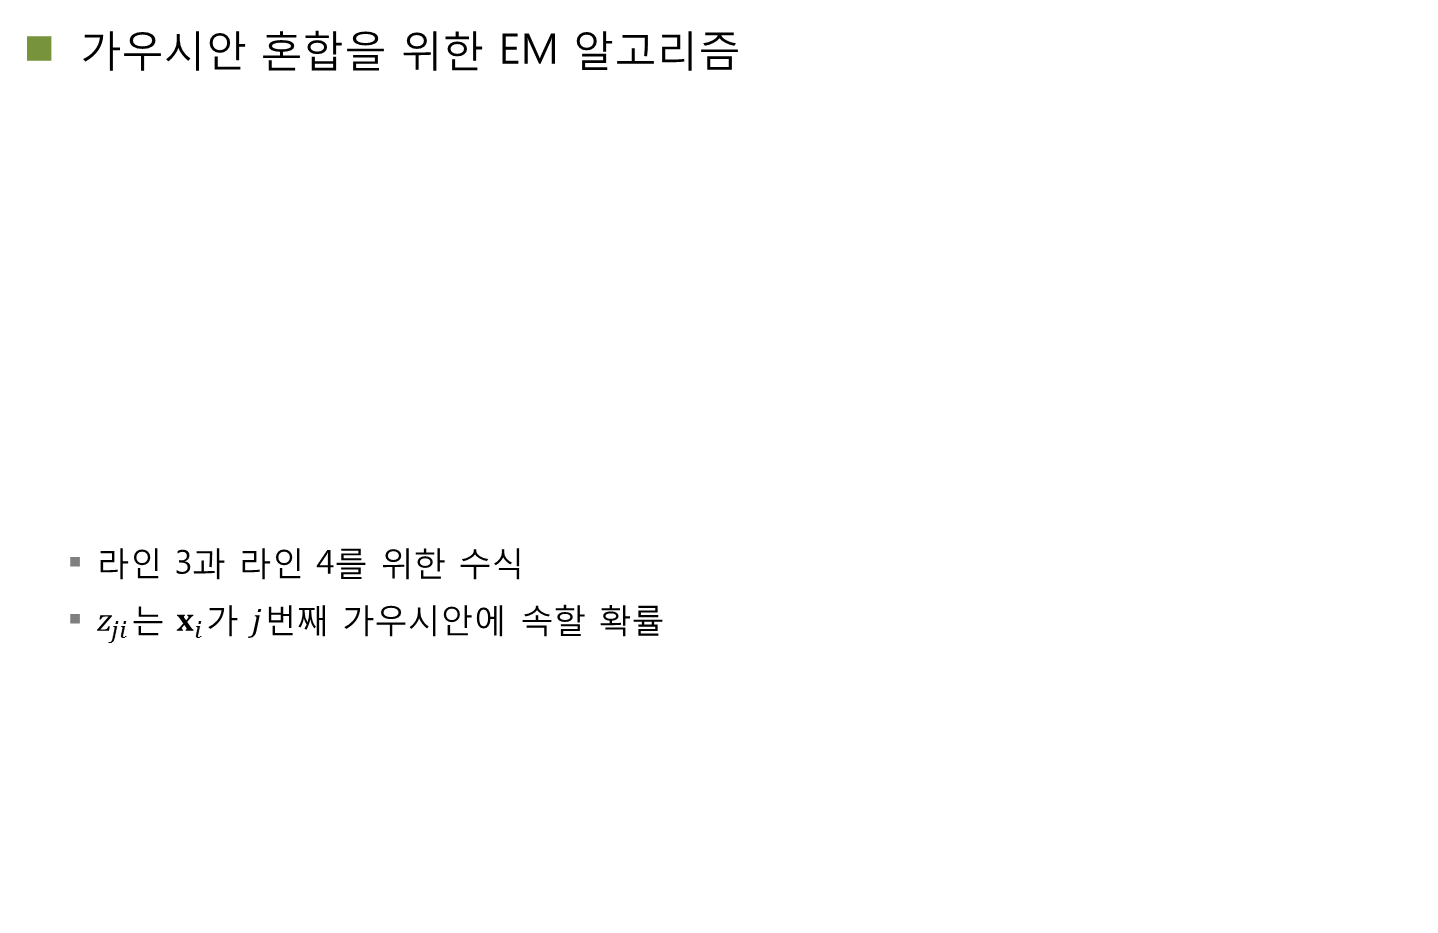 가우시안 혼합을 위한 EM 알고리즘
라인 3과 라인 4를 위한 수식
z_ji는 x_i가 j번째 가우시안에 속할 확률